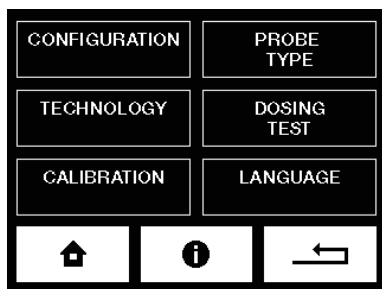 CONFIGURATION
PROBE
TYPE
TECHNOLOGY
DOSING
TEST
CALIBRATION
LANGUAGE